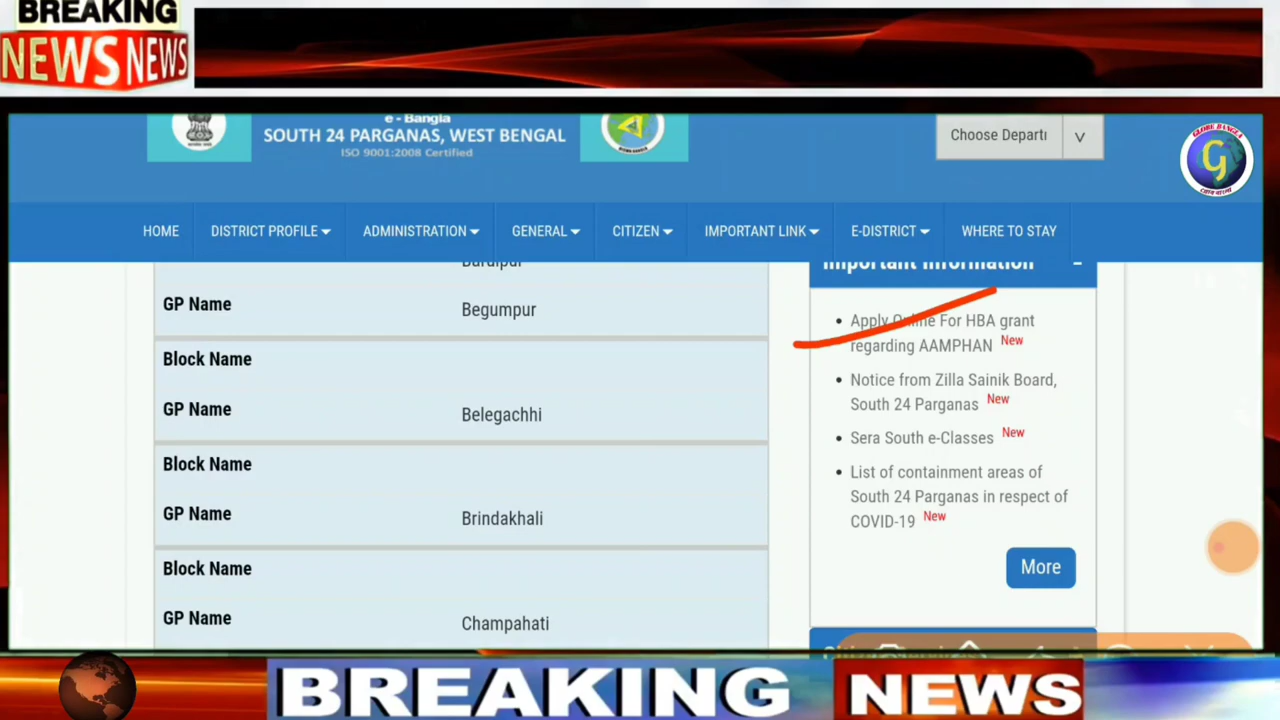 BREAKING
NEWS NEWS
e - Bangla
SOUTH 24 PARGANAS, WEST BENGAL
ISO 9001:2008 Certified
Choose Departi
GLOBE BANGLA
G
HOME
DISTRICT PROFILE
ADMINISTRATION
GENERAL
CITIZEN
IMPORTANT LINK
E-DISTRICT
WHERE TO STAY
Baruipur
GP Name
Begumpur
Block Name
GP Name
Belegachhi
Block Name
GP Name
Brindakhali
Block Name
GP Name
Champahati
Important Information
Apply Online For HBA grant
regarding AAMPHAN New
Notice from Zilla Sainik Board,
South 24 Parganas New
Sera South e-Classes New
List of containment areas of
South 24 Parganas in respect of
COVID-19 New
More
BREAKING NEWS